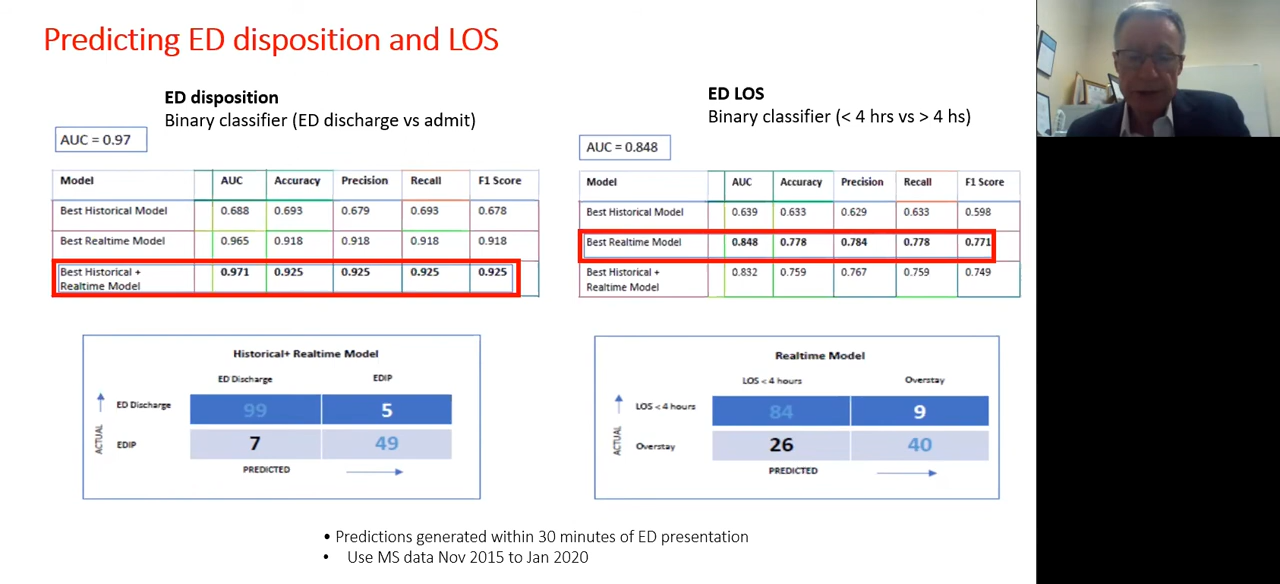 Predicting ED disposition and LOS
ED disposition
Binary classifier (ED discharge vs admit)
AUC = 0.97
Model AUC Accuracy Precision Recall F1 Score
Best Historical Model 0.688 0.693 0.679 0.693 0.678
Best Realtime Model 0.965 0.918 0.918 0.918 0.918
Best Historical + 0.971 0.925 0.925 0.925 0.925
Realtime Model
Historical+ Realtime Model
ED Discharge EDIP
ED Discharge 99 5
EDIP 7 49
ACTUAL
PREDICTED
ED LOS
Binary classifier (< 4 hrs vs > 4 hs)
AUC = 0.848
Model AUC Accuracy Precision Recall F1 Score
Best Historical Model 0.639 0.633 0.629 0.633 0.598
Best Realtime Model 0.848 0.778 0.784 0.778 0.771
Best Historical + 0.832 0.759 0.767 0.759 0.749
Realtime Model
Realtime Model
LOS < 4 hours Overstay
LOS < 4 hours 84 9
Overstay 26 40
ACTUAL
PREDICTED
• Predictions generated within 30 minutes of ED presentation
• Use MS data Nov 2015 to Jan 2020